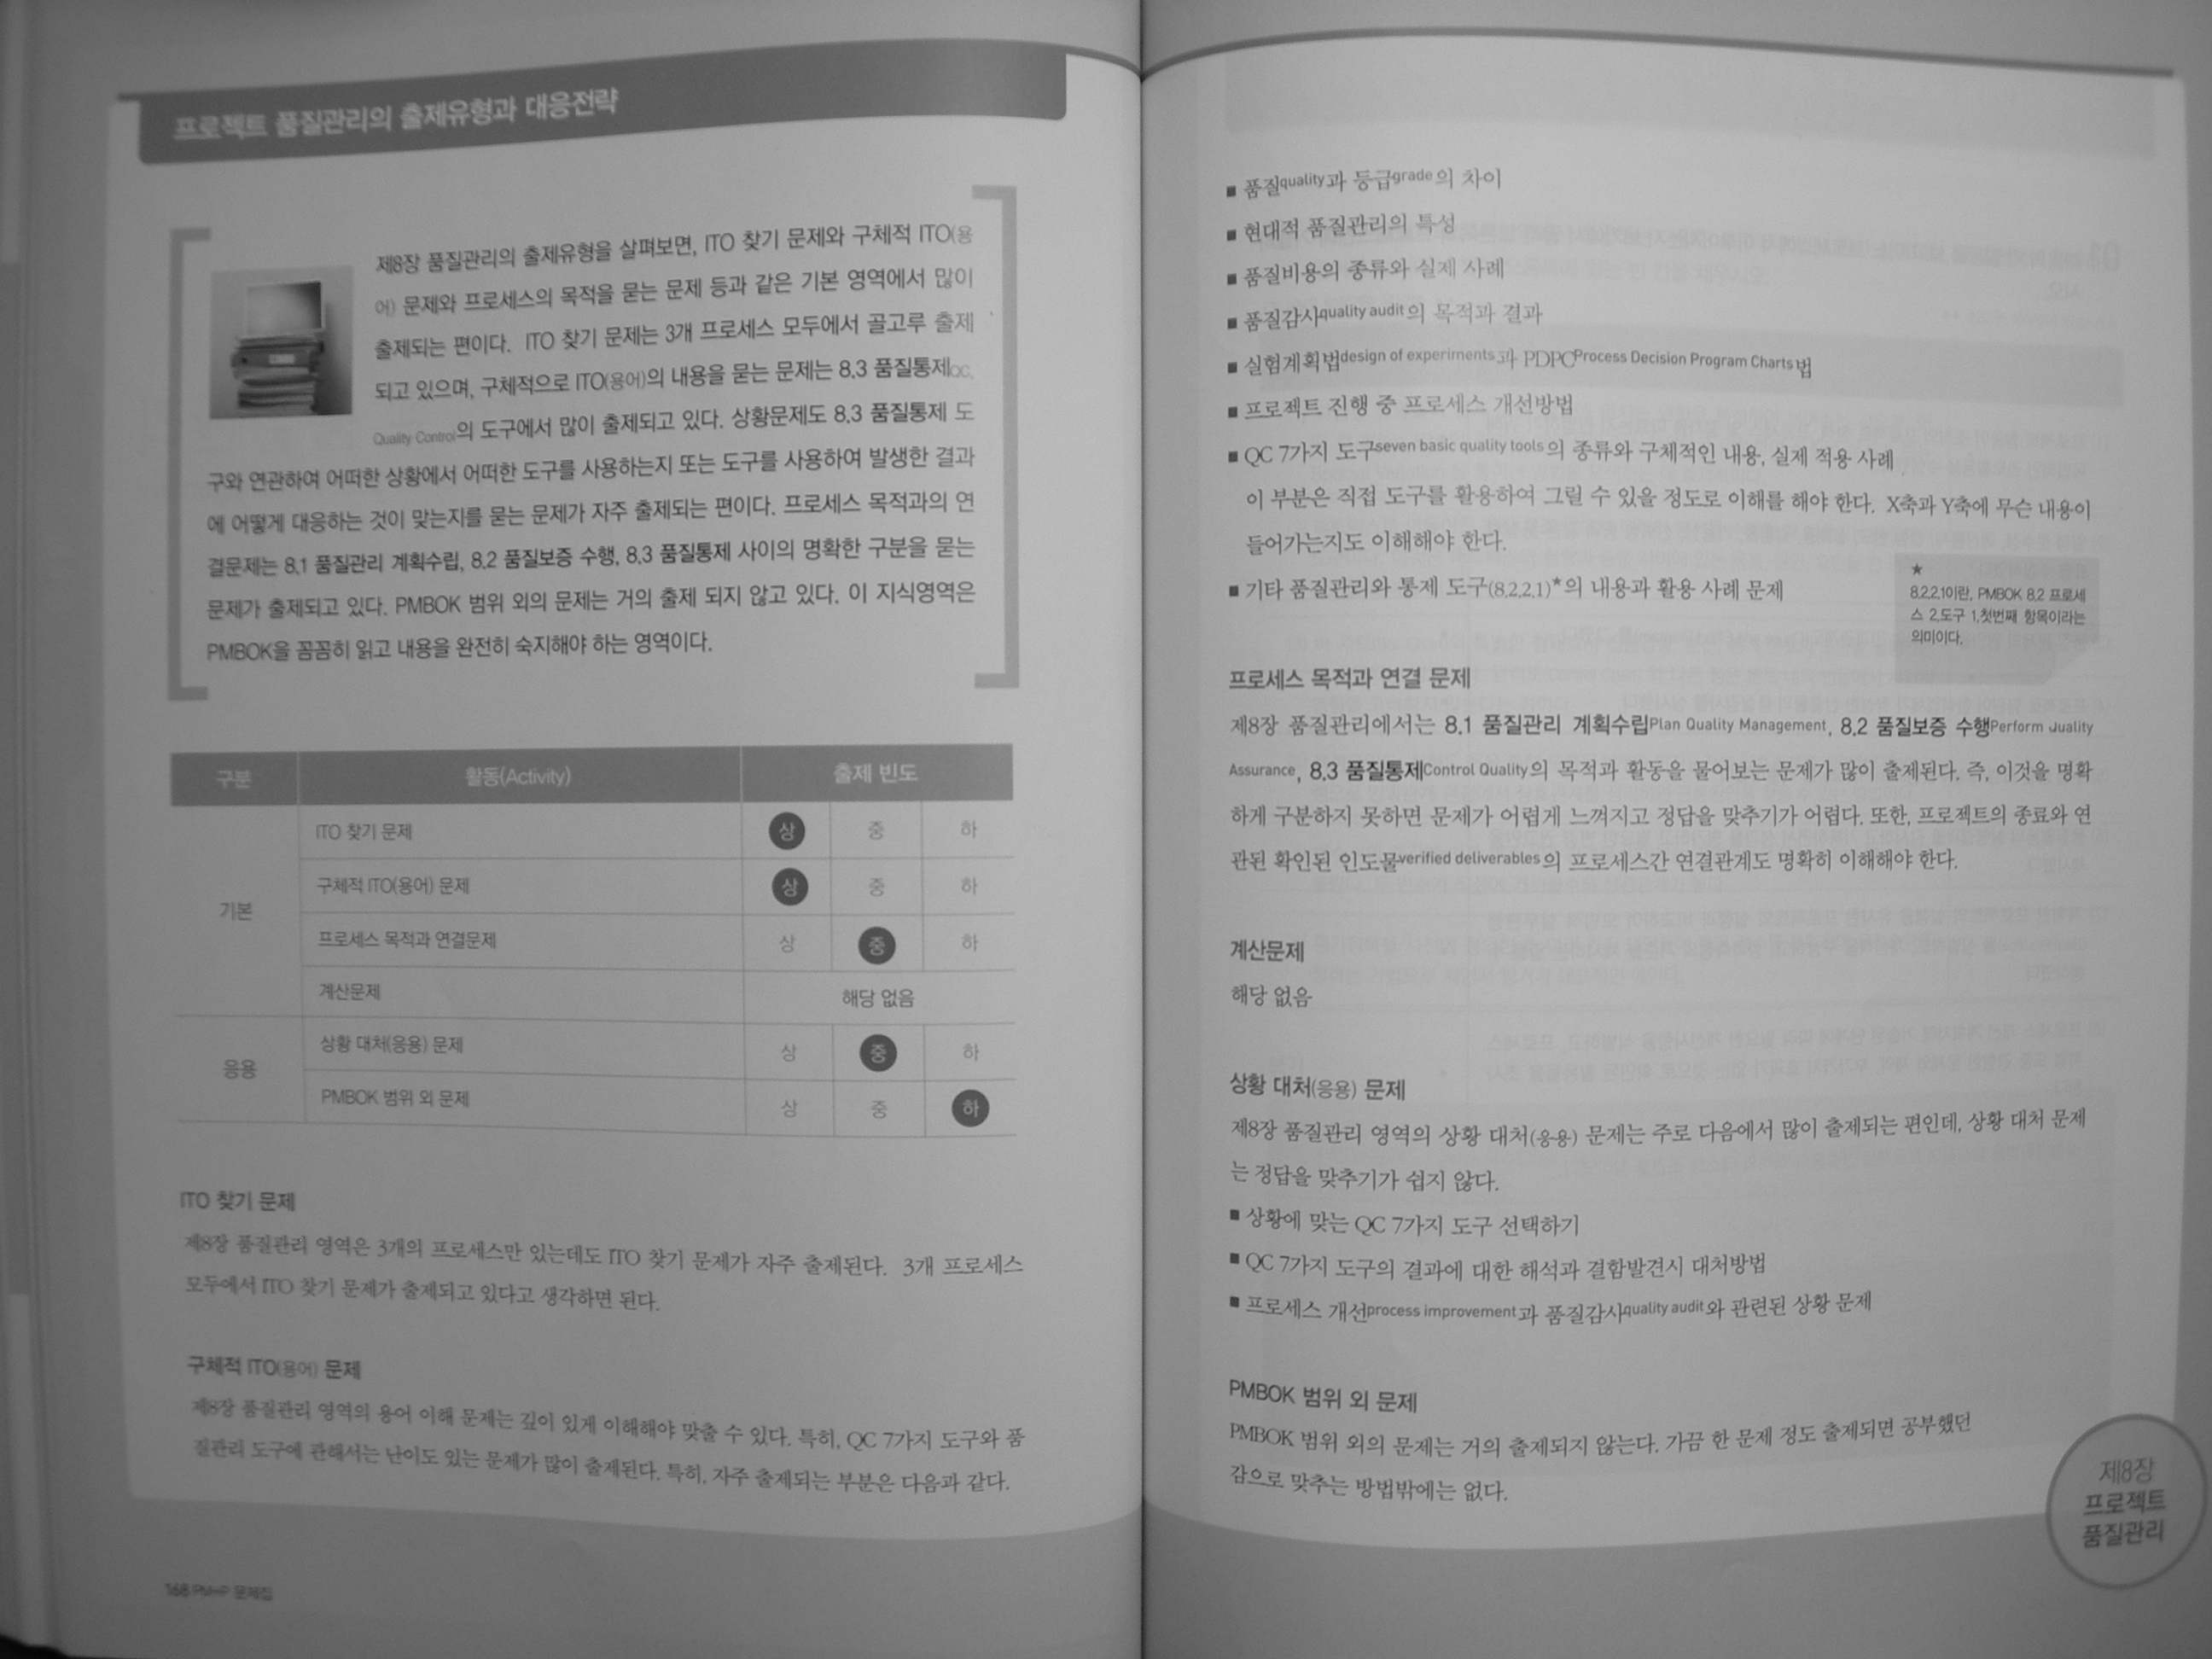 프로젝트 품질관리의 출제유형과 대응전략
제8장 품질관리의 출제유형을 살펴보면, ITO 찾기 문제와 구체적 ITO(용
어) 문제와 프로세스의 목적을 묻는 문제 등과 같은 기본 영역에서 많이
출제되는 편이다. ITO 찾기 문제는 3개 프로세스 모두에서 골고루 출제
되고 있으며, 구체적으로 ITO(용어)의 내용을 묻는 문제는 8.3 품질통제QC,
Quality Control의 도구에서 많이 출제되고 있다. 상황문제도 8.3 품질통제 도
구와 연관하여 어떠한 상황에서 어떠한 도구를 사용하는지 또는 도구를 사용하여 발생한 결과
에 어떻게 대응하는 것이 맞는지를 묻는 문제가 자주 출제되는 편이다. 프로세스 목적과의 연
결문제는 8.1 품질관리 계획수립, 8.2 품질보증 수행, 8.3 품질통제 사이의 명확한 구분을 묻는
문제가 출제되고 있다. PMBOK 범위 외의 문제는 거의 출제 되지 않고 있다. 이 지식영역은
PMBOK을 꼼꼼히 읽고 내용을 완전히 숙지해야 하는 영역이다.
구분 활동(Activity) 출제 빈도
기본
ITO 찾기 문제 상 중 하
구체적 ITO(용어) 문제 상 중 하
프로세스 목적과 연결문제 상 중 하
계산문제 해당 없음
응용
상황 대처(응용) 문제 상 중 하
PMBOK 범위 외 문제 상 중 하
ITO 찾기 문제
제8장 품질관리 영역은 3개의 프로세스만 있는데도 ITO 찾기 문제가 자주 출제된다. 3개 프로세스
모두에서 ITO 찾기 문제가 출제되고 있다고 생각하면 된다.
구체적 ITO(용어) 문제
제8장 품질관리 영역의 용어 이해 문제는 깊이 있게 이해해야 맞출 수 있다. 특히, QC 7가지 도구와 품
질관리 도구에 관해서는 난이도 있는 문제가 많이 출제된다. 특히, 자주 출제되는 부분은 다음과 같다.
168 PMP 문제집
■ 품질quality과 등급grade의 차이
■ 현대적 품질관리의 특성
■ 품질비용의 종류와 실제 사례
■ 품질감사quality audit의 목적과 결과
■ 실험계획법design of experiments과 PDPCProcess Decision Program Charts법
■ 프로젝트 진행 중 프로세스 개선방법
■ QC 7가지 도구seven basic quality tools의 종류와 구체적인 내용, 실제 적용 사례
이 부분은 직접 도구를 활용하여 그릴 수 있을 정도로 이해를 해야 한다. X축과 Y축에 무슨 내용이
들어가는지도 이해해야 한다.
■ 기타 품질관리와 통제 도구(8.2.2.1)★의 내용과 활용 사례 문제
★
8.2.2.1이란, PMBOK 8.2 프로세
스 2.도구 1.첫번째 항목이라는
의미이다.
프로세스 목적과 연결 문제
제8장 품질관리에서는 8.1 품질관리 계획수립Plan Quality Management, 8.2 품질보증 수행Perform Juality
Assurance, 8.3 품질통제Control Quality의 목적과 활동을 물어보는 문제가 많이 출제된다. 즉, 이것을 명확
하게 구분하지 못하면 문제가 어렵게 느껴지고 정답을 맞추기가 어렵다. 또한, 프로젝트의 종료와 연
관된 확인된 인도물verified deliverables의 프로세스간 연결관계도 명확히 이해해야 한다.
계산문제
해당 없음
상황 대처(응용) 문제
제8장 품질관리 영역의 상황 대처(응용) 문제는 주로 다음에서 많이 출제되는 편인데, 상황 대처 문제
는 정답을 맞추기가 쉽지 않다.
■ 상황에 맞는 QC 7가지 도구 선택하기
■ QC 7가지 도구의 결과에 대한 해석과 결함발견시 대처방법
■ 프로세스 개선process improvement과 품질감사quality audit와 관련된 상황 문제
PMBOK 범위 외 문제
PMBOK 범위 외의 문제는 거의 출제되지 않는다. 가끔 한 문제 정도 출제되면 공부했던
감으로 맞추는 방법밖에는 없다.
제8장
프로젝트
품질관리